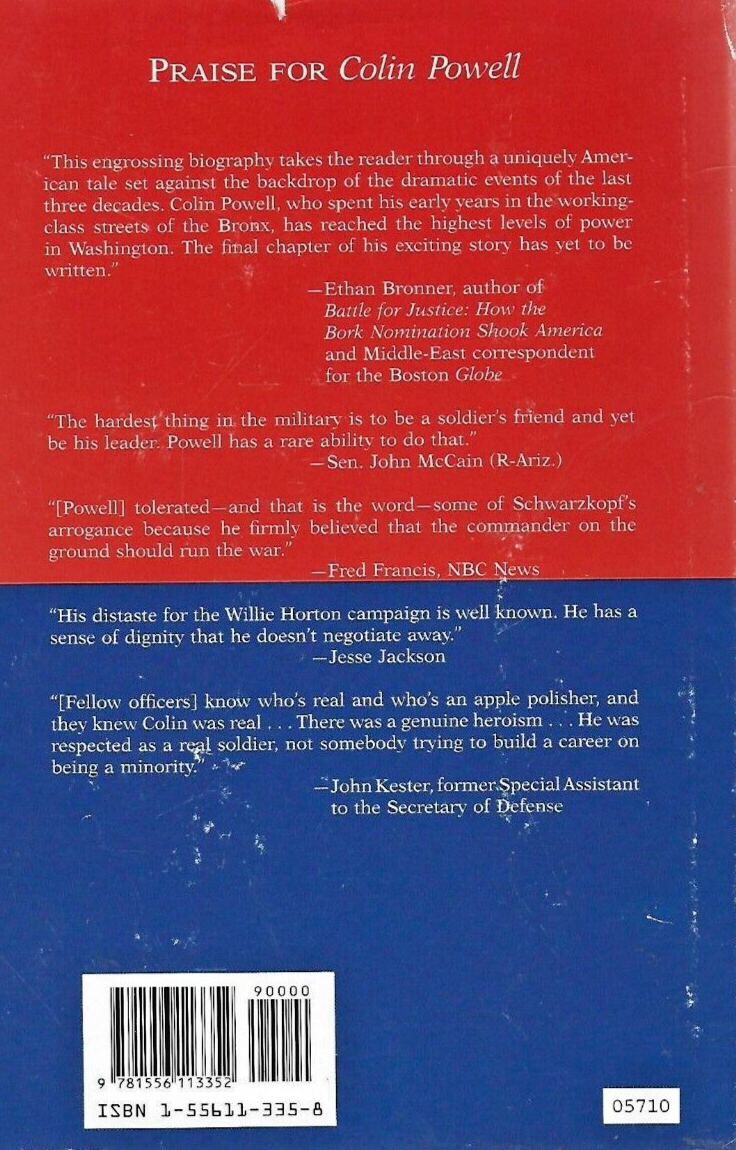 PRAISE FOR Colin Powell
“This engrossing biography takes the reader through a uniquely Amer-
ican tale set against the backdrop of the dramatic events of the last
three decades. Colin Powell, who spent his early years in the working-
class streets of the Bronx, has reached the highest levels of power
in Washington. The final chapter of his exciting story has yet to be
written.”
—Ethan Bronner, author of
Battle for Justice: How the
Bork Nomination Shook America
and Middle-East correspondent
for the Boston Globe
“The hardest thing in the military is to be a soldier's friend and yet
be his leader. Powell has a rare ability to do that.”
—Sen. John McCain (R-Ariz.)
“[Powell] tolerated—and that is the word—some of Schwarzkopf's
arrogance because he firmly believed that the commander on the
ground should run the war.”
—Fred Francis, NBC News
“His distaste for the Willie Horton campaign is well known. He has a
sense of dignity that he doesn't negotiate away.”
—Jesse Jackson
“[Fellow officers] know who's real and who's an apple polisher, and
they knew Colin was real . . . There was a genuine heroism . . . He was
respected as a real soldier, not somebody trying to build a career on
being a minority.”
—John Kester, former Special Assistant
to the Secretary of Defense
90000
9 781556 113352
ISBN 1-55611-335-8
05710